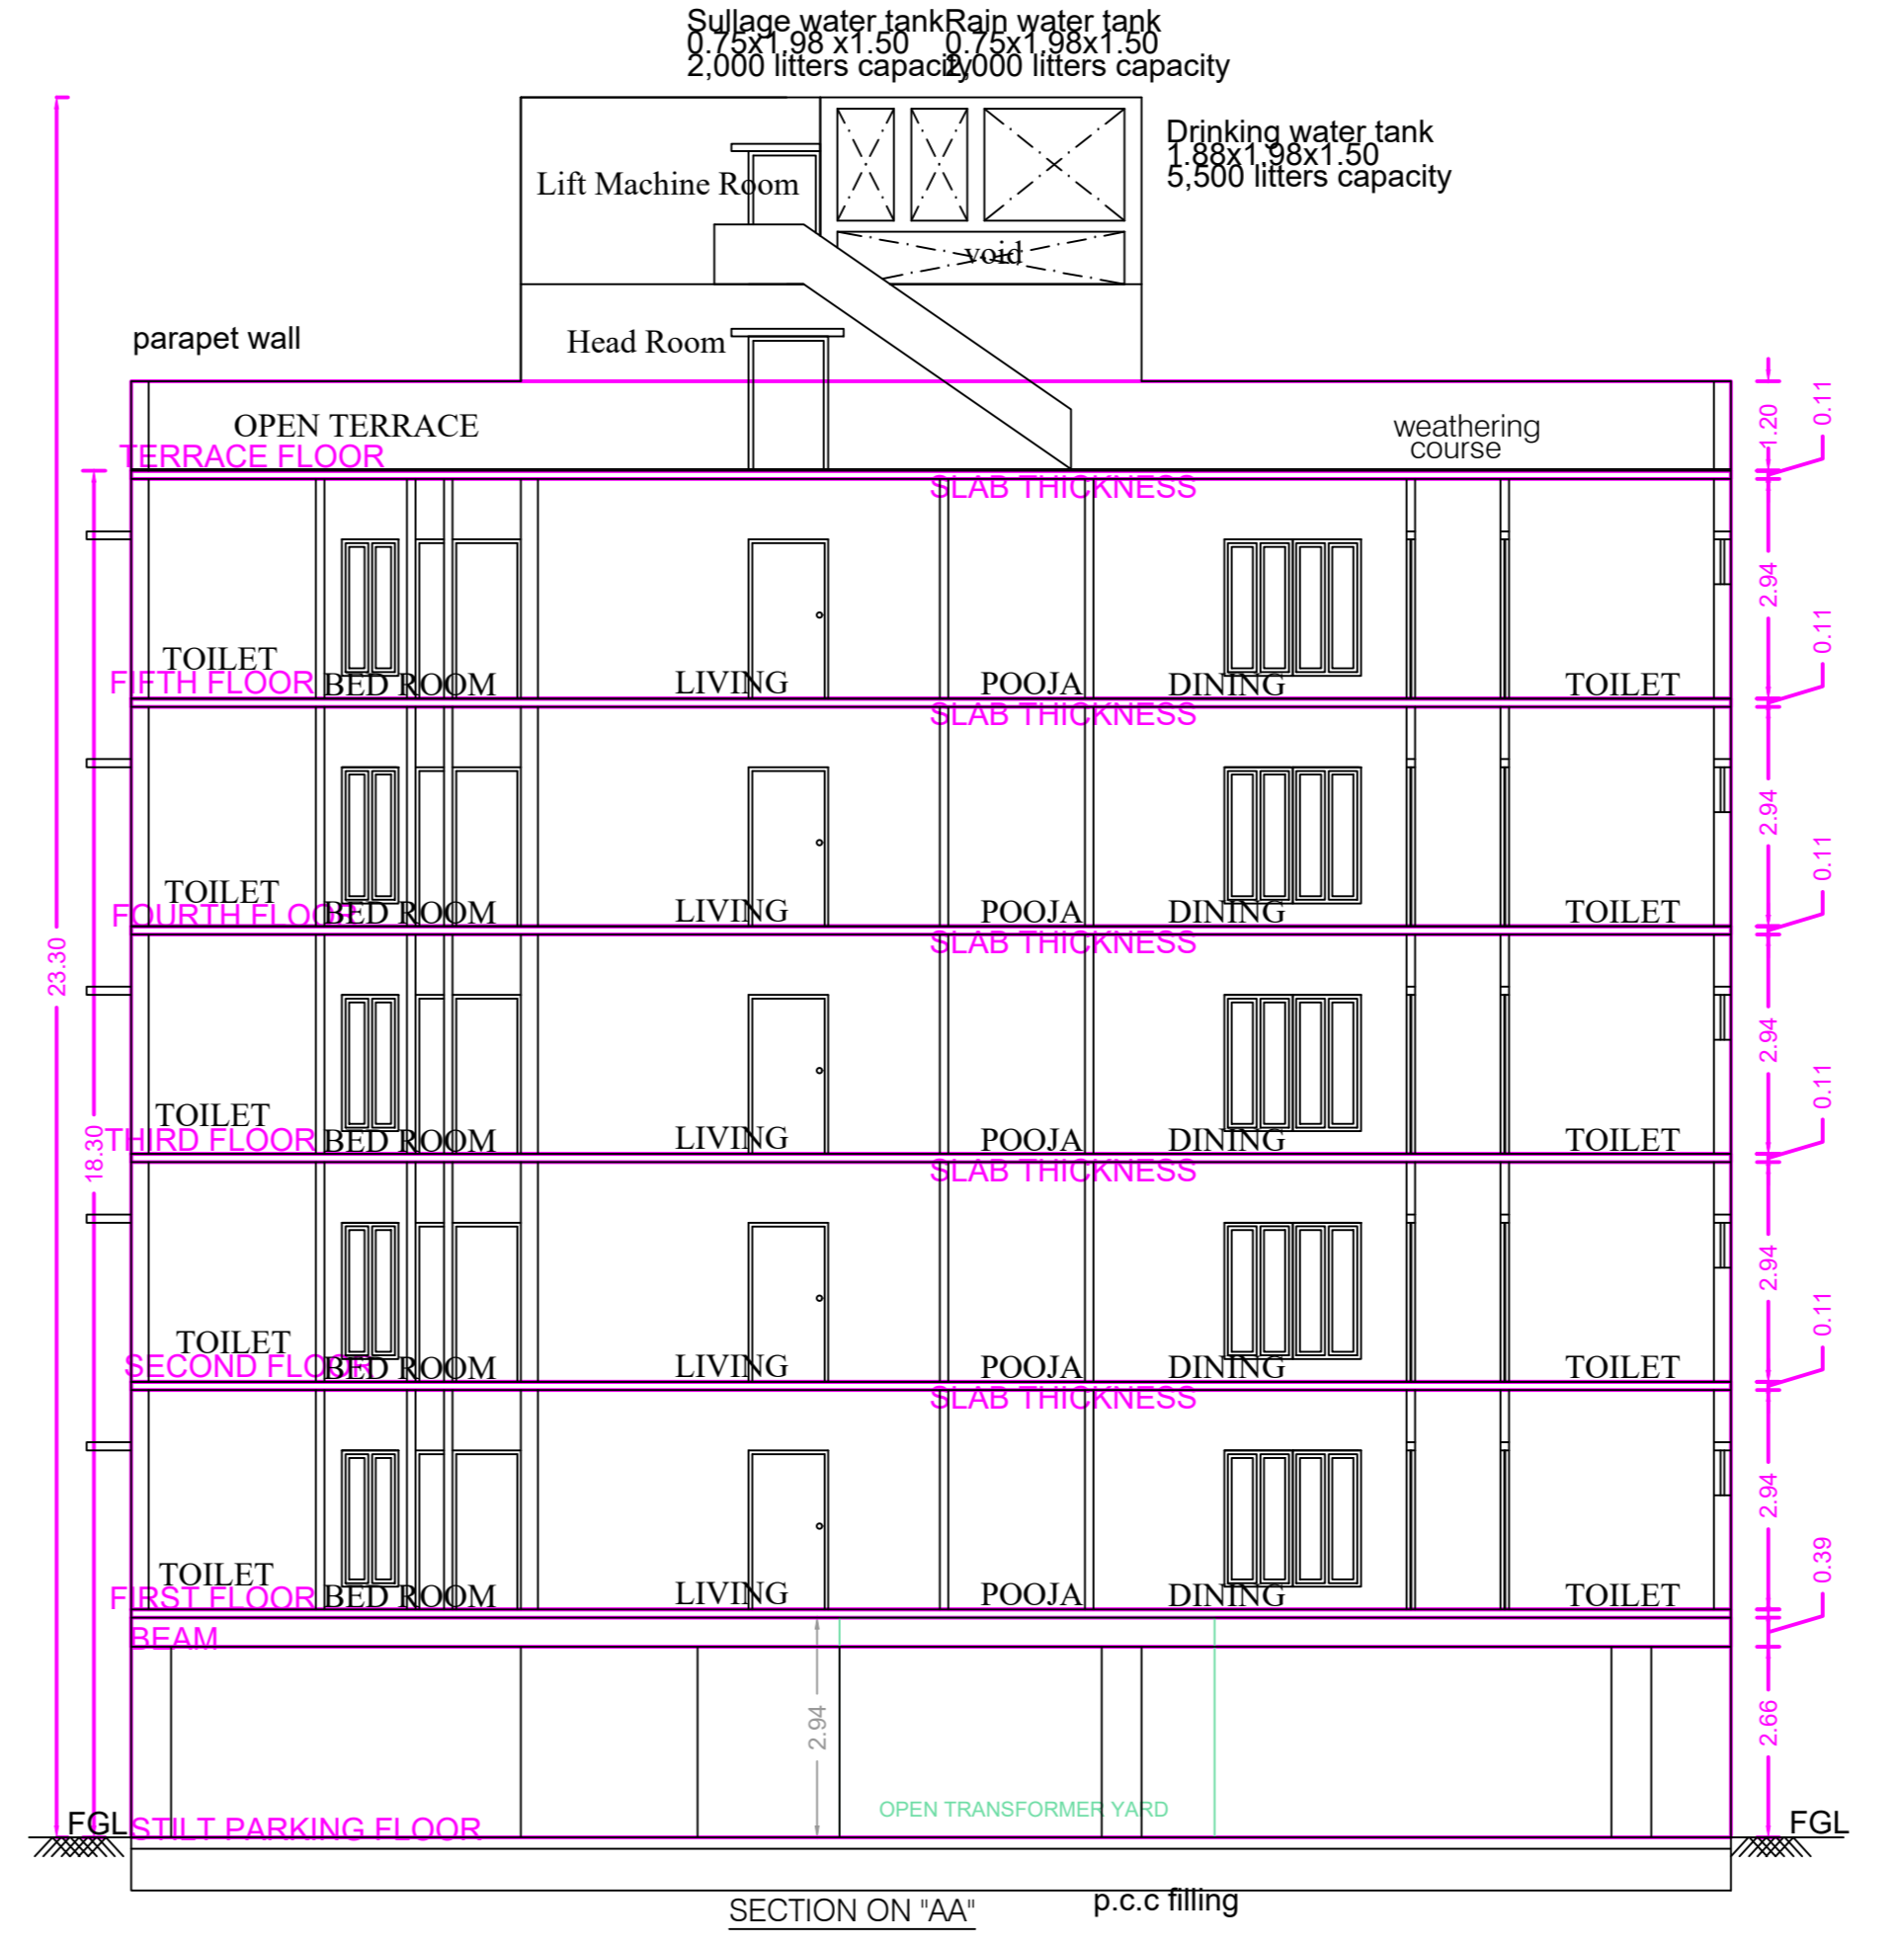 Sullage water tank
0.75x1.98 x1.50
2,000 litters capacity
Rain water tank
0.75x1.98x1.50
2,000 litters capacity
Drinking water tank
1.88x1.98x1.50
5,500 litters capacity
Lift Machine Room
void
Head Room
parapet wall
OPEN TERRACE
TERRACE FLOOR
weathering
course
1.20
0.11
SLAB THICKNESS
2.94
0.11
TOILET
FIFTH FLOOR
BED ROOM
LIVING
POOJA
DINING
TOILET
SLAB THICKNESS
2.94
0.11
TOILET
FOURTH FLOOR
BED ROOM
LIVING
POOJA
DINING
TOILET
SLAB THICKNESS
23.30
2.94
0.11
TOILET
THIRD FLOOR
BED ROOM
LIVING
POOJA
DINING
TOILET
18.30
SLAB THICKNESS
2.94
0.11
TOILET
SECOND FLOOR
BED ROOM
LIVING
POOJA
DINING
TOILET
SLAB THICKNESS
2.94
0.39
TOILET
FIRST FLOOR
BED ROOM
LIVING
POOJA
DINING
TOILET
BEAM
2.94
2.66
OPEN TRANSFORMER YARD
FGL
STILT PARKING FLOOR
FGL
SECTION ON "AA"
p.c.c filling